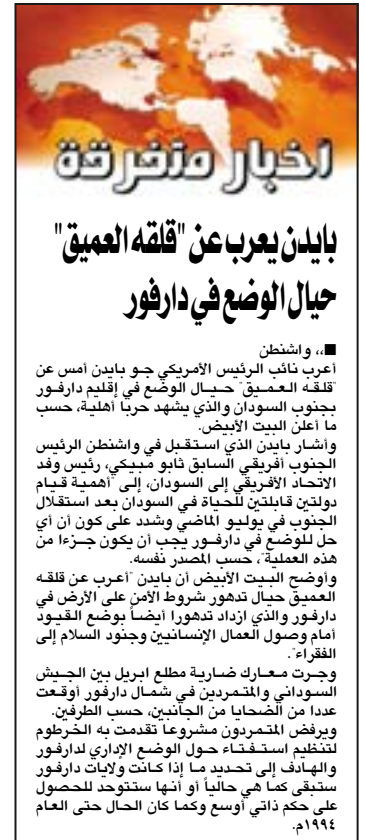 اخبار متفرقة
بايدن يعرب عن "قلقه العميق"
حيال الوضع في دارفور
■،، واشنطن
أعرب نائب الرئيس الأمريكي جو بايدن أمس عن
"قلقه العميق" حيال الوضع في إقليم دارفور
بجنوب السودان والذي يشهد حربا أهلية، حسب
ما أعلن البيت الأبيض.
وأشار بايدن الذي استقبل في واشنطن الرئيس
الجنوب أفريقي السابق ثابو مبيكي، رئيس وفد
الاتحاد الأفريقي إلى السودان، إلى "أهمية قيام
دولتين قابلتين للحياة في السودان بعد استقلال
الجنوب في يوليو الماضي وشدد على كون أن أي
حل للوضع في دارفور يجب أن يكون جزءا من
هذه العملية"، حسب المصدر نفسه.
وأوضح البيت الأبيض أن بايدن "أعرب عن قلقه
العميق حيال تدهور شروط الأمن على الأرض في
دارفور والذي ازداد تدهورا أيضاً بوضع القيود
أمام وصول العمال الإنسانيين وجنود السلام إلى
الفقراء".
وجرت معارك ضارية مطلع ابريل بين الجيش
السوداني والمتمردين في شمال دارفور أوقعت
عددا من الضحايا من الجانبين، حسب الطرفين.
ويرفض المتمردون مشروعا تقدمت به الخرطوم
لتنظيم استفتاء حول الوضع الإداري لدارفور
والهادف إلى تحديد ما إذا كانت ولايات دارفور
ستبقى كما هي حالياً أو أنها ستتوحد للحصول
على حكم ذاتي أوسع وكما كان الحال حتى العام
١٩٩٤م.